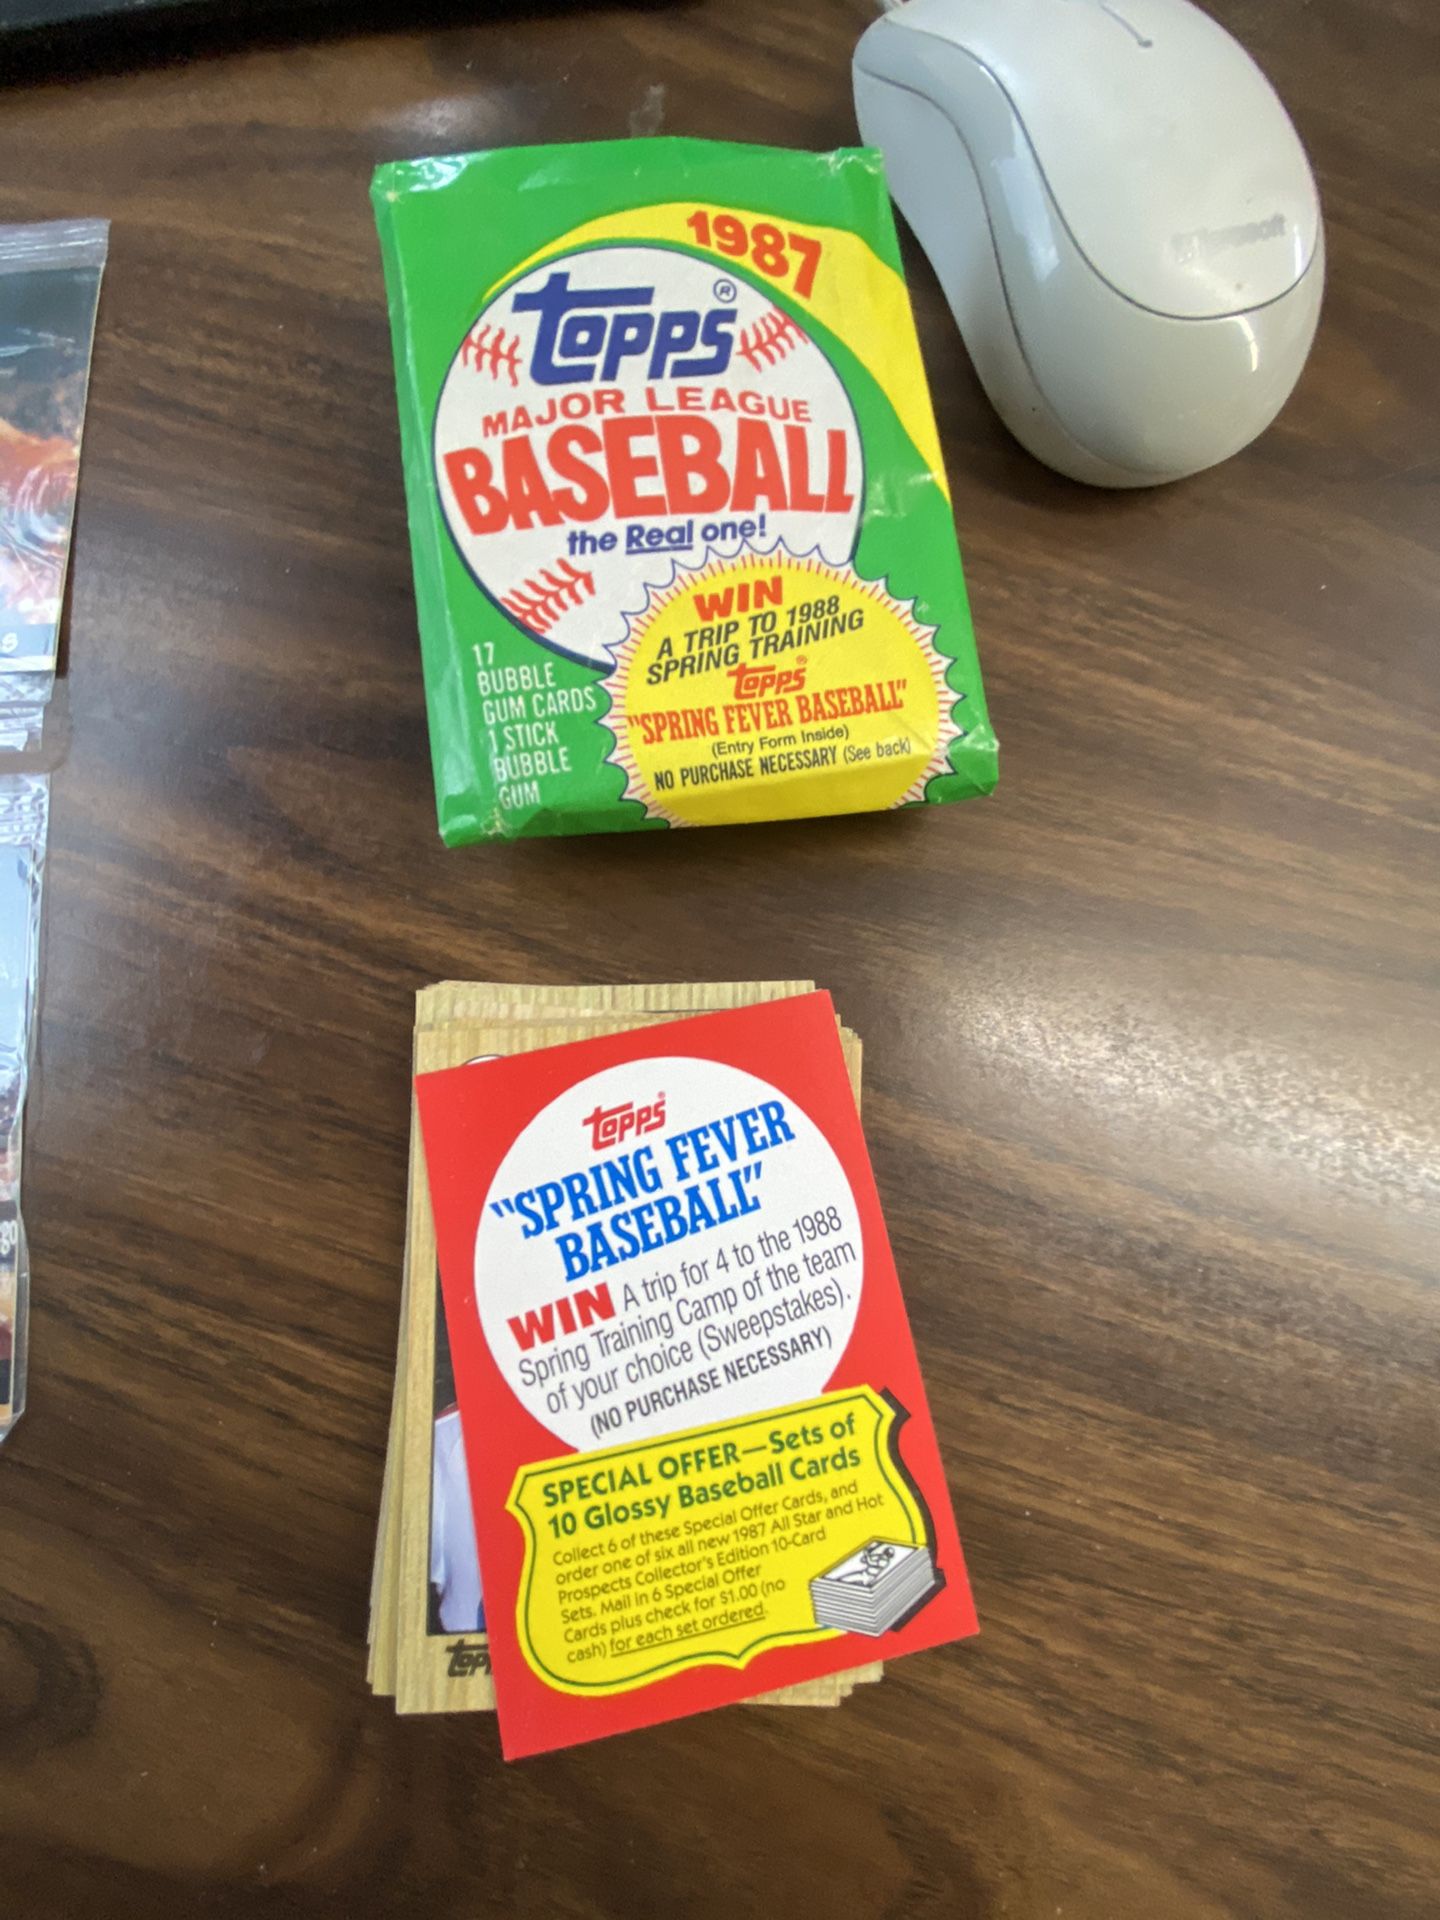 1987
topps®
MAJOR LEAGUE
BASEBALL
the Real one!
17
BUBBLE
GUM CARDS
1 STICK
BUBBLE
GUM
WIN
A TRIP TO 1988
SPRING TRAINING
topps®
"SPRING FEVER BASEBALL"
(Entry Form Inside)
NO PURCHASE NECESSARY (See back)
Microsoft
topps®
"SPRING FEVER
BASEBALL"
WIN A trip for 4 to the 1988
Spring Training Camp of the team
of your choice (Sweepstakes).
(NO PURCHASE NECESSARY)
SPECIAL OFFER—Sets of
10 Glossy Baseball Cards
Collect 6 of these Special Offer Cards, and
order one of six all new 1987 All Star and Hot
Prospects Collector's Edition 10-Card
Sets. Mail in 6 Special Offer
Cards plus check for $1.00 (no
cash) for each set ordered.